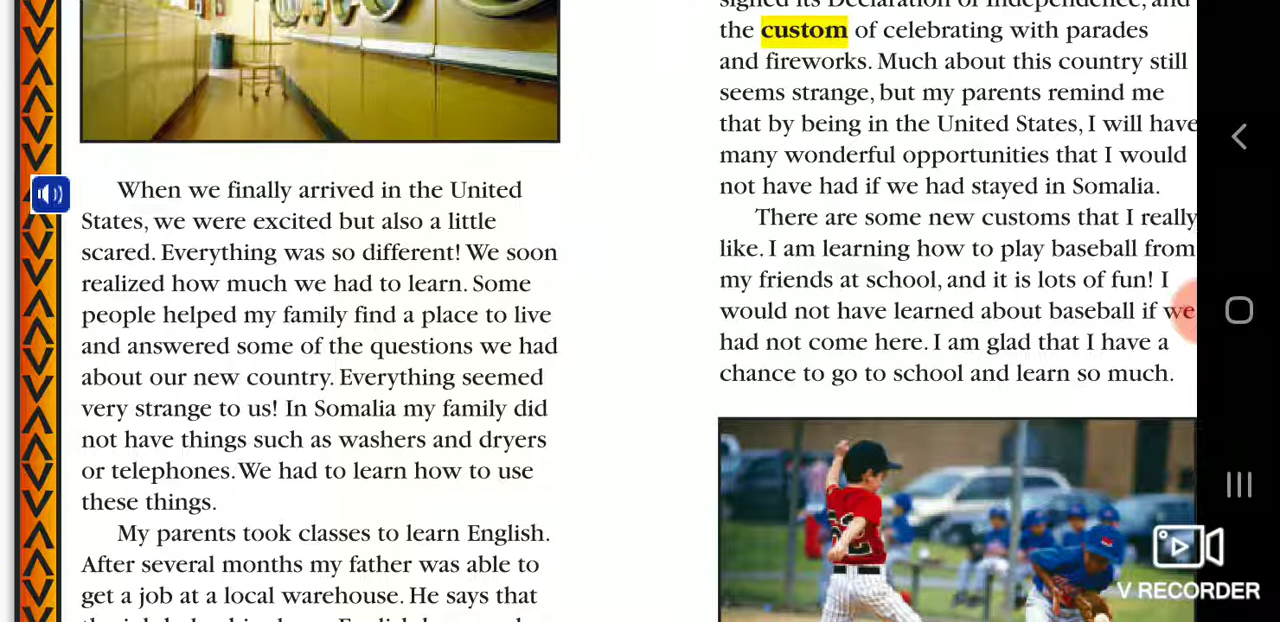 When we finally arrived in the United
States, we were excited but also a little
scared. Everything was so different! We soon
realized how much we had to learn. Some
people helped my family find a place to live
and answered some of the questions we had
about our new country. Everything seemed
very strange to us! In Somalia my family did
not have things such as washers and dryers
or telephones. We had to learn how to use
these things.
My parents took classes to learn English.
After several months my father was able to
get a job at a local warehouse. He says that
signed its Declaration of Independence, and
the custom of celebrating with parades
and fireworks. Much about this country still
seems strange, but my parents remind me
that by being in the United States, I will have
many wonderful opportunities that I would
not have had if we had stayed in Somalia.
There are some new customs that I really
like. I am learning how to play baseball from
my friends at school, and it is lots of fun! I
would not have learned about baseball if we
had not come here. I am glad that I have a
chance to go to school and learn so much.
V RECORDER